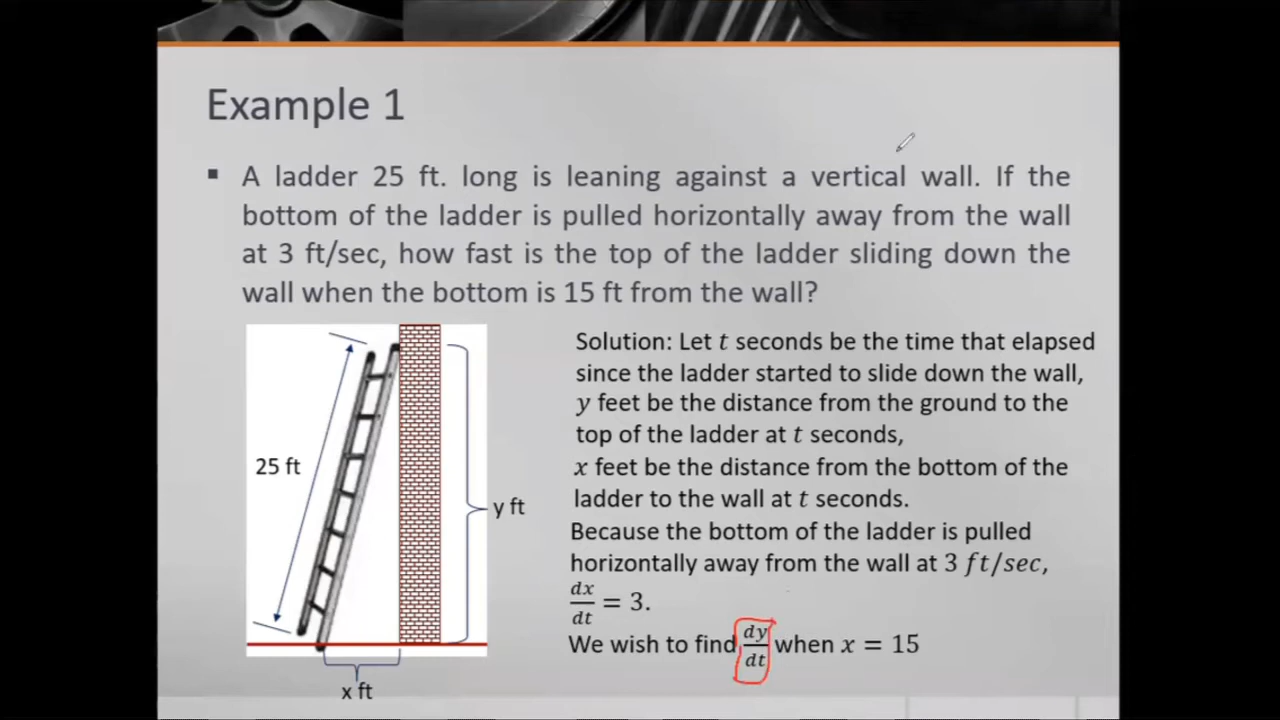 Example 1
▪ A ladder 25 ft. long is leaning against a vertical wall. If the
bottom of the ladder is pulled horizontally away from the wall
at 3 ft/sec, how fast is the top of the ladder sliding down the
wall when the bottom is 15 ft from the wall?
25 ft
y ft
x ft
Solution: Let t seconds be the time that elapsed
since the ladder started to slide down the wall,
y feet be the distance from the ground to the
top of the ladder at t seconds,
x feet be the distance from the bottom of the
ladder to the wall at t seconds.
Because the bottom of the ladder is pulled
horizontally away from the wall at 3 ft/sec,
dx/dt = 3.
We wish to find dy/dt when x = 15